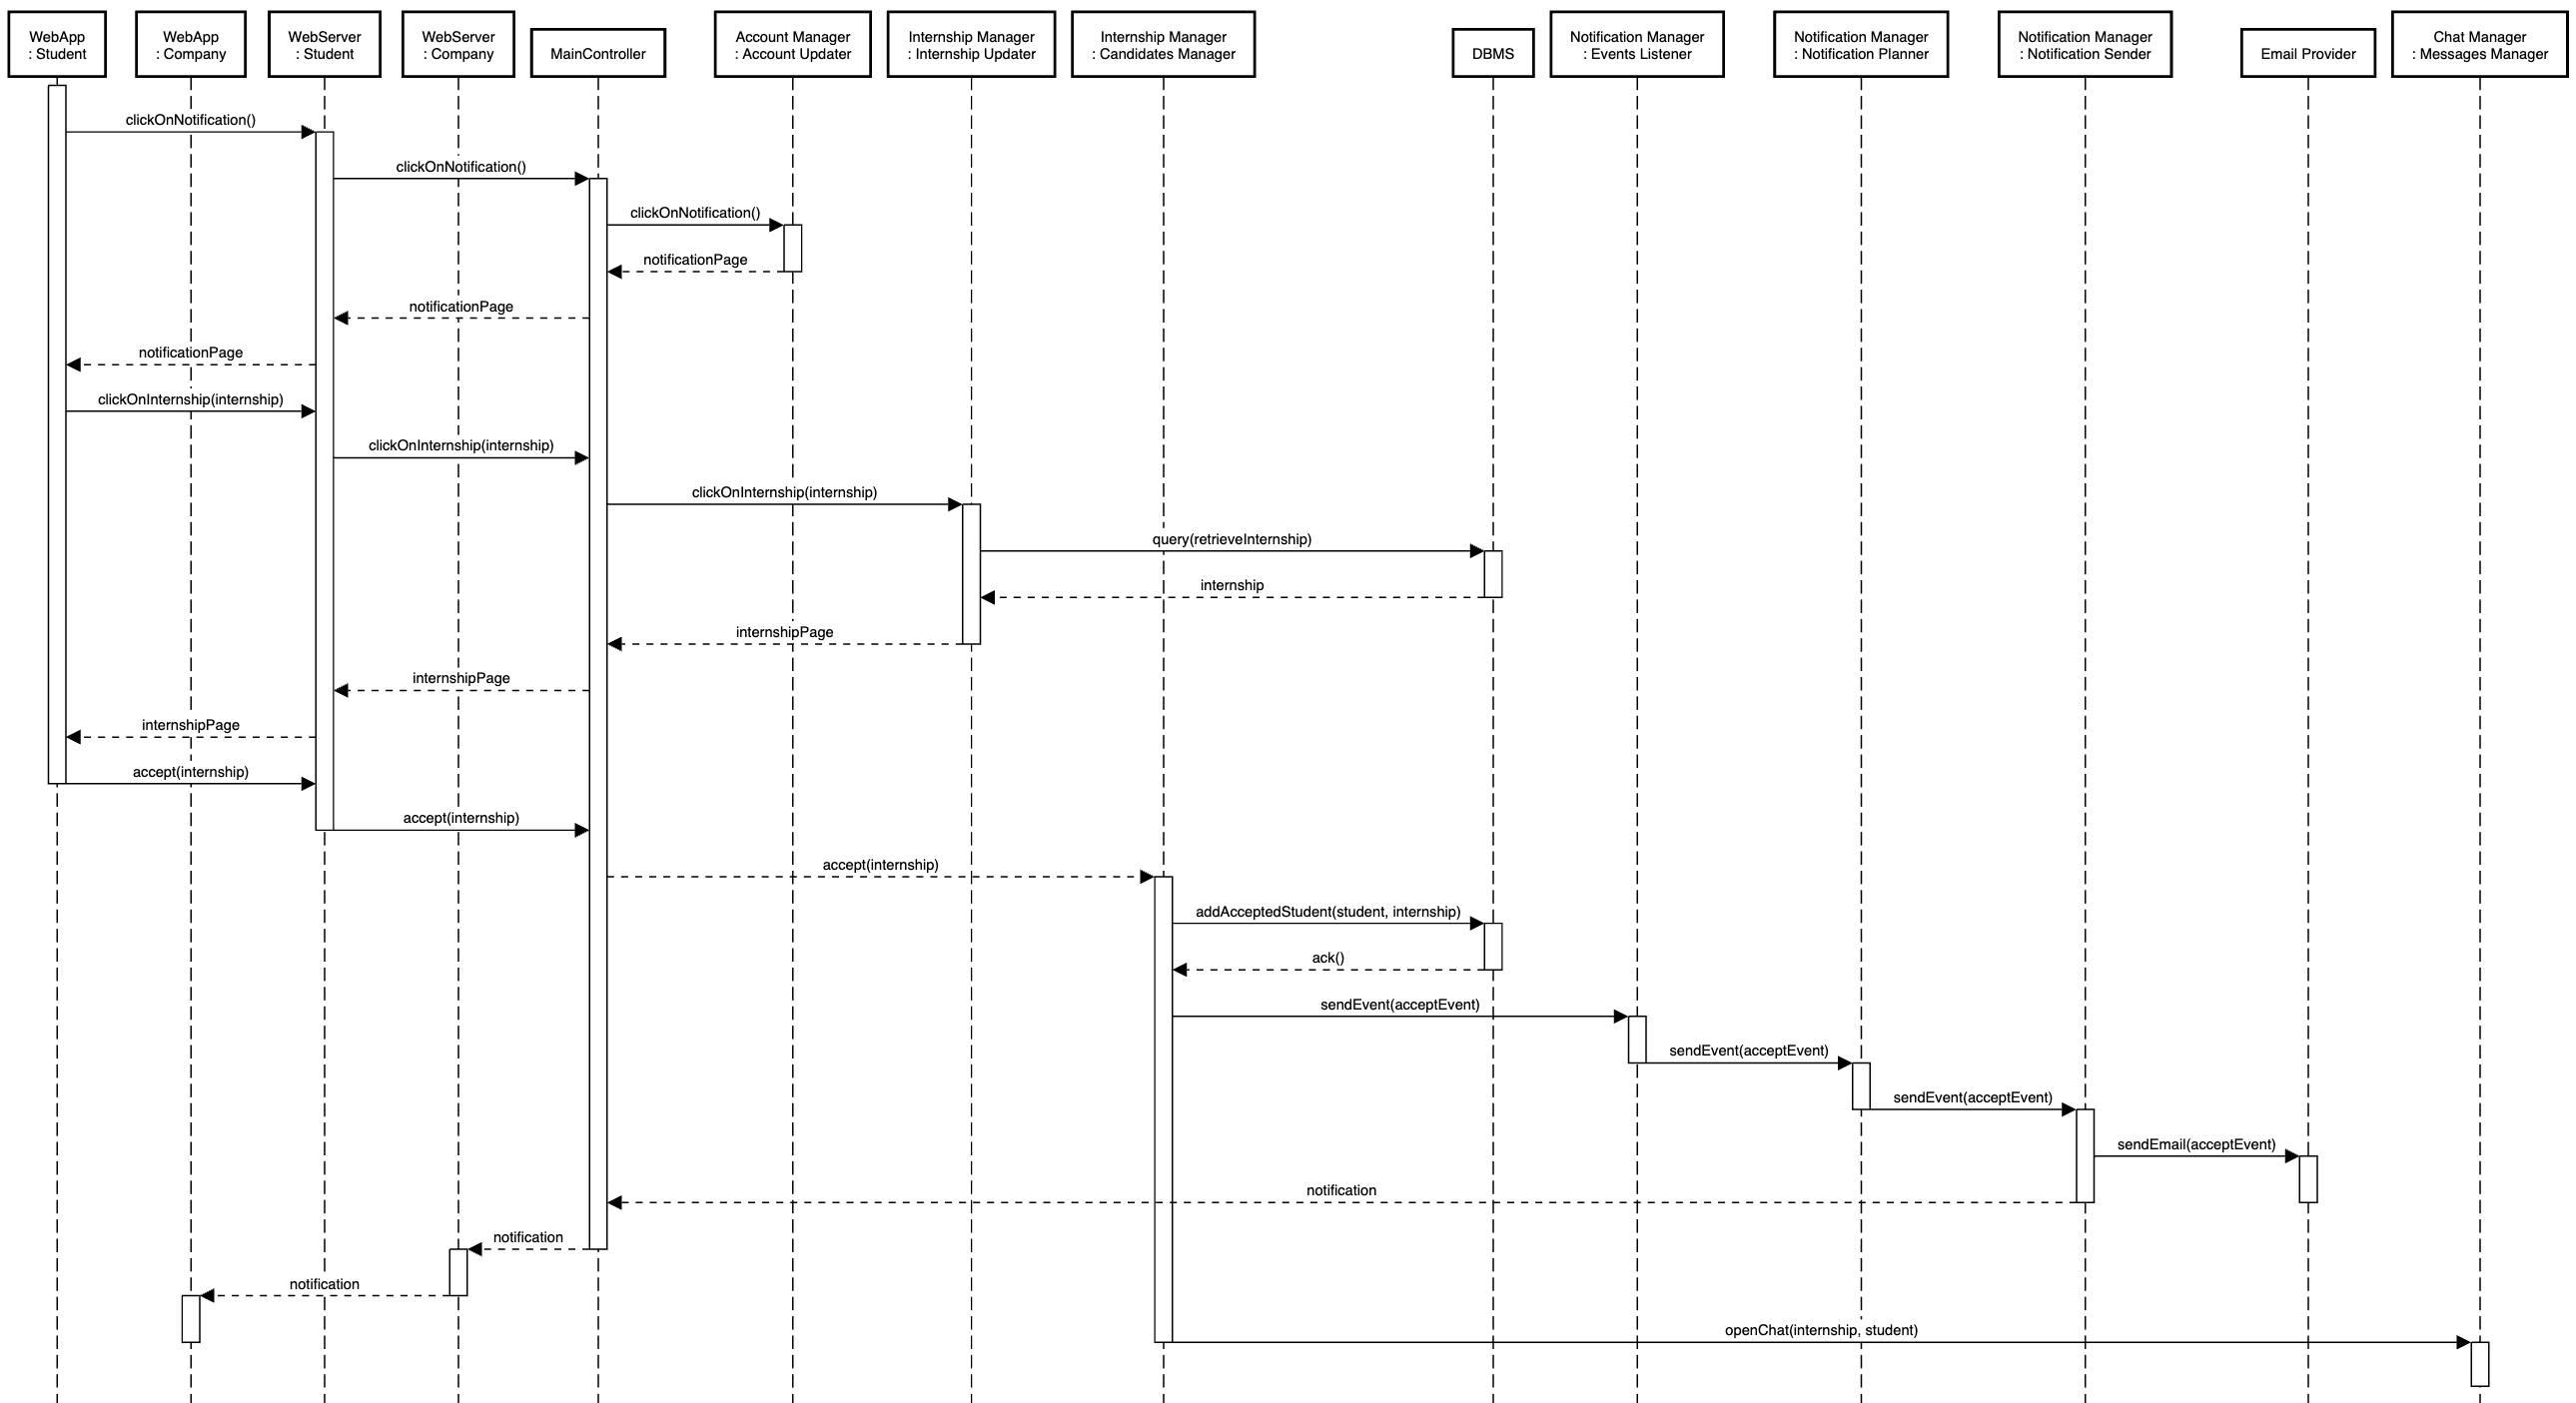 WebApp
: Student
WebApp
: Company
WebServer
: Student
WebServer
: Company
MainController
Account Manager
: Account Updater
Internship Manager
: Internship Updater
Internship Manager
: Candidates Manager
DBMS
Notification Manager
: Events Listener
Notification Manager
: Notification Planner
Notification Manager
: Notification Sender
Email Provider
Chat Manager
: Messages Manager
clickOnNotification()
clickOnNotification()
clickOnNotification()
notificationPage
notificationPage
notificationPage
clickOnInternship(internship)
clickOnInternship(internship)
clickOnInternship(internship)
query(retrieveInternship)
internship
internshipPage
internshipPage
internshipPage
accept(internship)
accept(internship)
accept(internship)
addAcceptedStudent(student, internship)
ack()
sendEvent(acceptEvent)
sendEvent(acceptEvent)
sendEvent(acceptEvent)
sendEmail(acceptEvent)
notification
notification
notification
openChat(internship, student)